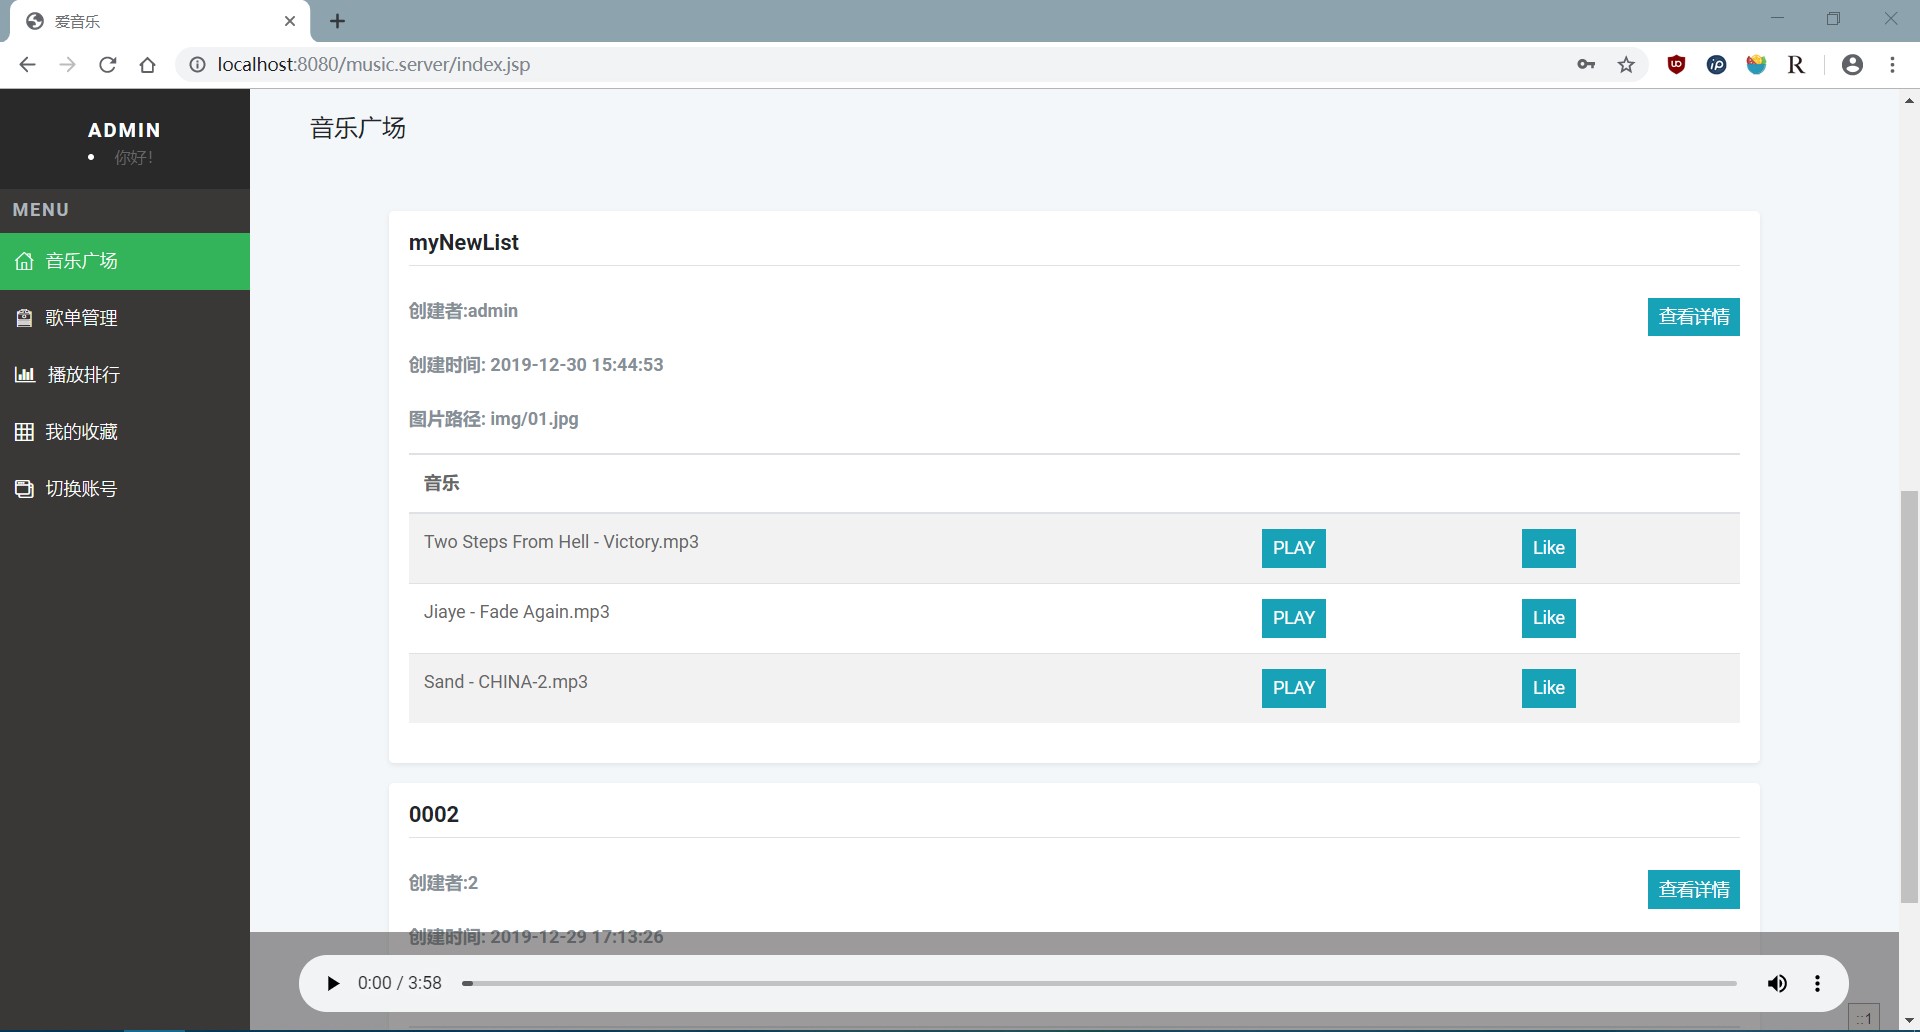 爱音乐
localhost:8080/music.server/index.jsp
ADMIN
你好!
MENU
音乐广场
歌单管理
播放排行
我的收藏
切换账号
音乐广场
myNewList
创建者:admin
查看详情
创建时间: 2019-12-30 15:44:53
图片路径: img/01.jpg
音乐
Two Steps From Hell - Victory.mp3 PLAY Like
Jiaye - Fade Again.mp3 PLAY Like
Sand - CHINA-2.mp3 PLAY Like
0002
创建者:2
查看详情
创建时间: 2019-12-29 17:13:26
0:00 / 3:58
::1